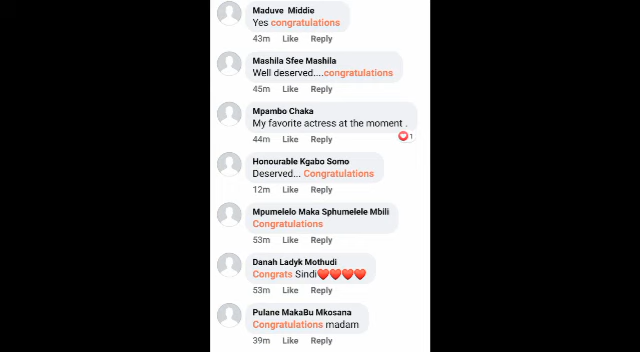 Maduve Middie
Yes congratulations
43m Like Reply
Mashila Sfee Mashila
Well deserved....congratulations
45m Like Reply
Mpambo Chaka
My favorite actress at the moment .
44m Like Reply
1
Honourable Kgabo Somo
Deserved... Congratulations
12m Like Reply
Mpumelelo Maka Sphumelele Mbili
Congratulations
53m Like Reply
Danah Ladyk Mothudi
Congrats Sindi❤️❤️❤️❤️
53m Like Reply
Pulane MakaBu Mkosana
Congratulations madam
39m Like Reply